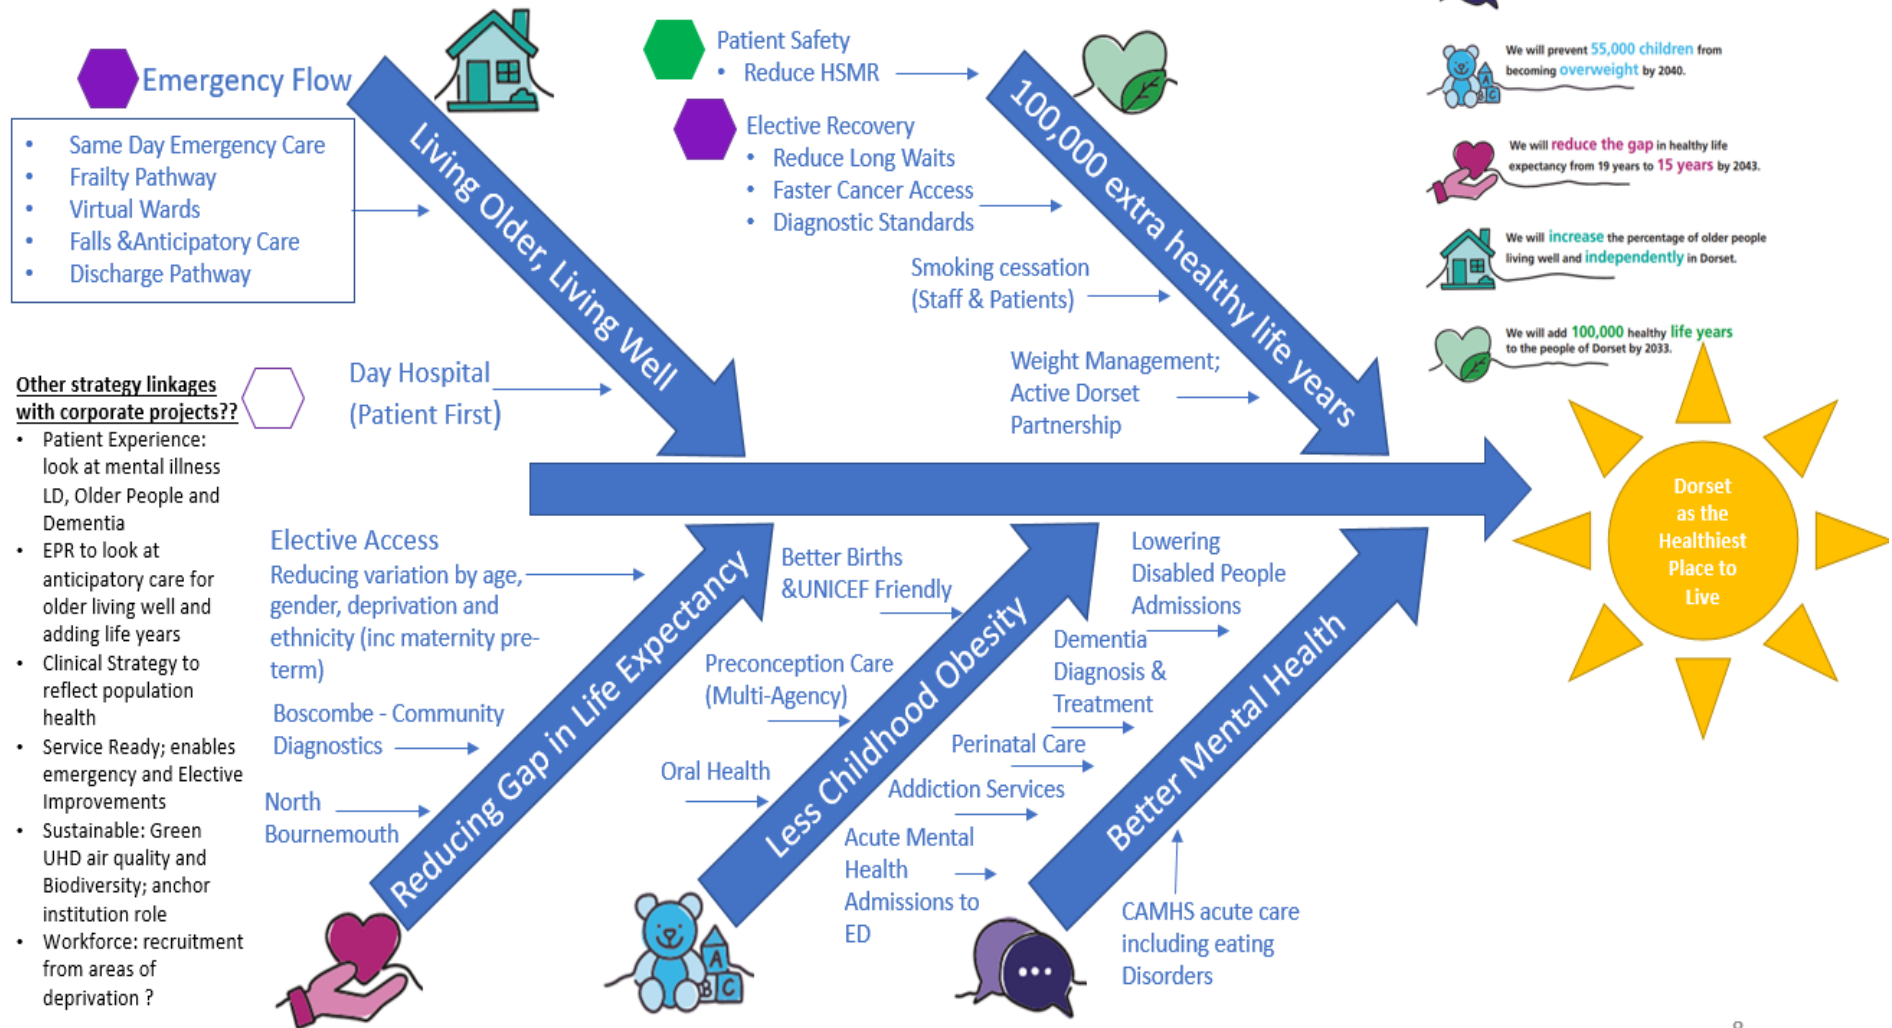 Emergency Flow
• Same Day Emergency Care
• Frailty Pathway
• Virtual Wards
• Falls &Anticipatory Care
• Discharge Pathway
Living Older, Living Well
Day Hospital
(Patient First)
Patient Safety
• Reduce HSMR
Elective Recovery
• Reduce Long Waits
• Faster Cancer Access
• Diagnostic Standards
Smoking cessation
(Staff & Patients)
Weight Management;
Active Dorset
Partnership
100,000 extra healthy life years
We will prevent 55,000 children from
becoming overweight by 2040.
We will reduce the gap in healthy life
expectancy from 19 years to 15 years by 2043.
We will increase the percentage of older people
living well and independently in Dorset.
We will add 100,000 healthy life years
to the people of Dorset by 2033.
Other strategy linkages
with corporate projects??
• Patient Experience:
look at mental illness
LD, Older People and
Dementia
• EPR to look at
anticipatory care for
older living well and
adding life years
• Clinical Strategy to
reflect population
health
• Service Ready; enables
emergency and Elective
Improvements
• Sustainable: Green
UHD air quality and
Biodiversity; anchor
institution role
• Workforce: recruitment
from areas of
deprivation ?
Elective Access
Reducing variation by age,
gender, deprivation and
ethnicity (inc maternity pre-
term)
Boscombe - Community
Diagnostics
North
Bournemouth
Reducing Gap in Life Expectancy
Better Births
&UNICEF Friendly
Preconception Care
(Multi-Agency)
Oral Health
Less Childhood Obesity
A
B C
Lowering
Disabled People
Admissions
Dementia
Diagnosis &
Treatment
Perinatal Care
Addiction Services
Acute Mental
Health
Admissions to
ED
Better Mental Health
CAMHS acute care
including eating
Disorders
Dorset
as the
Healthiest
Place to
Live